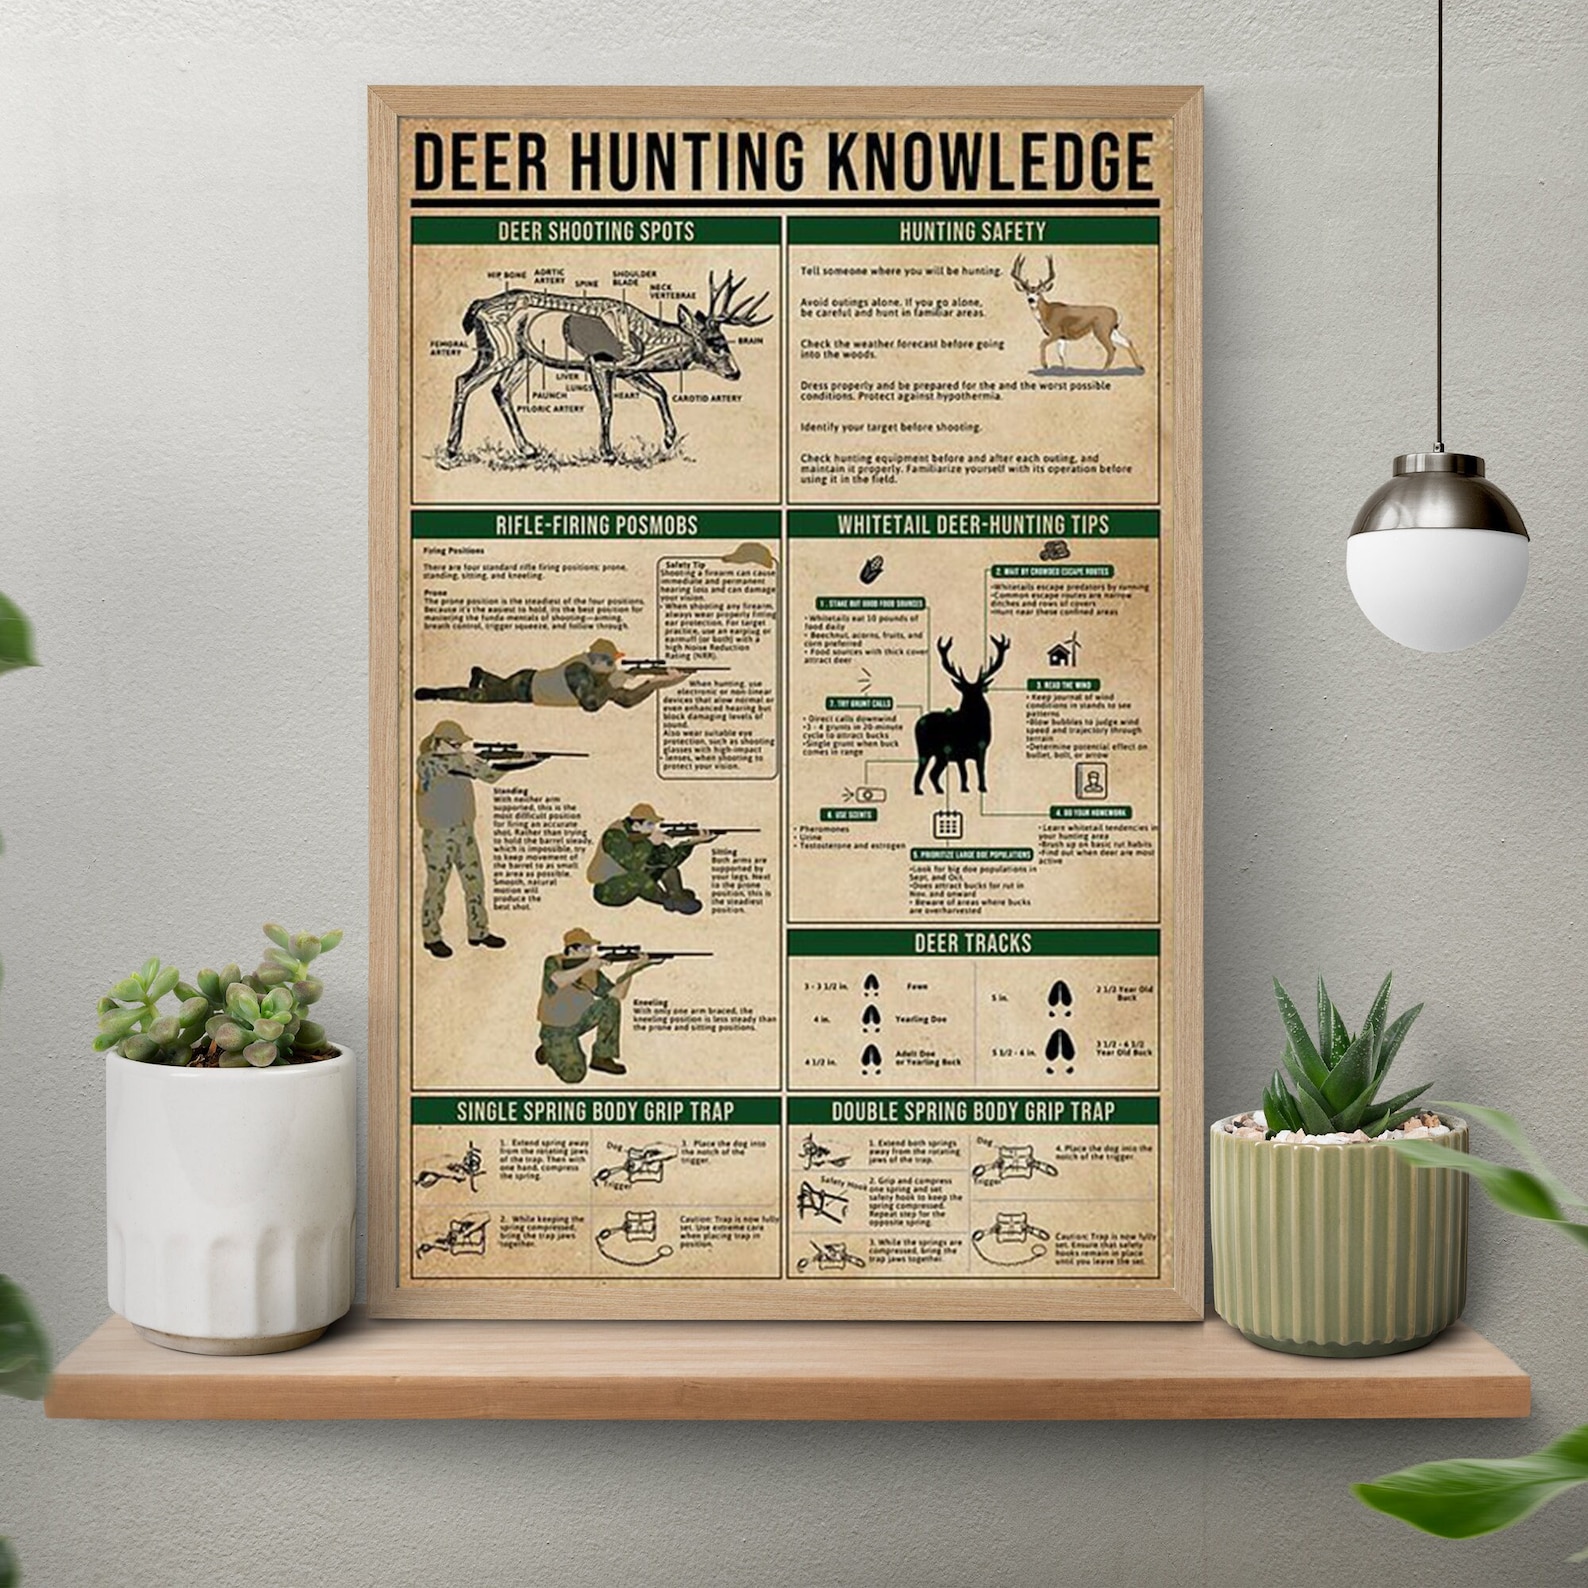 DEER HUNTING KNOWLEDGE
DEER SHOOTING SPOTS
HIP BONE
AORTIC
ARTERY
SPINE
SHOULDER
BLADE
NECK
VERTEBRAE
BRAIN
FEMORAL
ARTERY
LIVER
LUNGS
PAUNCH
HEART
CAROTID ARTERY
PYLORIC ARTERY
HUNTING SAFETY
Tell someone where you will be hunting.
Avoid outings alone. If you go alone,
be careful and hunt in familiar areas.
Check the weather forecast before going
into the woods.
Dress properly and be prepared for the and the worst possible
conditions. Protect against hypothermia.
Identify your target before shooting.
Check hunting equipment before and after each outing, and
maintain it properly. Familiarize yourself with its operation before
using it in the field.
RIFLE-FIRING POSMOBS
Firing Positions
There are four standard rifle firing positions: prone,
standing, sitting, and kneeling.
Prone
The prone position is the steadiest of the four positions.
Because it's the easiest to hold, its the best position for
mastering the funda-mentals of shooting—aiming,
breath control, trigger squeeze, and follow through.
Safety Tip
Shooting a firearm can cause
immediate and permanent
hearing loss and can damage
your vision.
• When shooting any firearm,
always wear properly fitting
ear protection. For target
practice, use an earplug or
earmuff (or both) with a
high Noise Reduction
Rating (NRR).
When hunting, use
electronic or non-linear
devices that alow normal or
even enhanced hearing but
block damaging levels of
sound.
Also wear suitable eye
protection, such as shooting
glasses with high-impact
• lenses, when shooting to
protect your vision.
Standing
With neither arm
supported, this is the
most difficult position
for firing an accurate
shot. Rather than trying
to hold the barrel steady,
which is impossible, try
to keep movement of
the barrel to as small
an area as possible.
Smooth, natural
motion will
produce the
best shot.
Sitting
Both arms are
supported by
your legs. Next
to the prone
position, this is
the steadiest
position.
Kneeling
With only one arm braced, the
kneeling position is less steady than
the prone and sitting positions.
WHITETAIL DEER-HUNTING TIPS
1. STAKE OUT GOOD FOOD SOURCES
• Whitetails eat 10 pounds of
food daily
• Beechnut, acorns, fruits, and
corn preferred
• Food sources with thick cover
attract deer
2. WAIT BY CROWDED ESCAPE ROUTES
•Whitetails escape predators by running
•Common escape routes are narrow
ditches and rows of covers
•Hunt near these confined areas
3. READ THE WIND
• Keep journal of wind
conditions in stands to see
patterns
•Blow bubbles to judge wind
speed and trajectory through
terrain
•Determine potential effect on
bullet, bolt, or arrow
7. TRY GRUNT CALLS
• Direct calls downwind
•3 - 4 grunts in 20-minute
cycle to attract bucks
•Single grunt when buck
comes in range
6. USE SCENTS
• Pheromones
• Urine
• Testosterone and estrogen
4. DO YOUR HOMEWORK
• Learn whitetail tendencies in
your hunting area
•Brush up on basic rut habits
•Find out when deer are most
active
5. PRIORITIZE LARGE DOE POPULATIONS
•Look for big doe populations in
Sept. and Oct.
•Does attract bucks for rut in
Nov. and onward
• Beware of areas where bucks
are overharvested
DEER TRACKS
3 - 3 1/2 in. Fawn
4 in. Yearling Doe
4 1/2 in. Adult Doe
or Yearling Buck
5 in. 2 1/2 Year Old
Buck
5 1/2 - 6 in. 3 1/2 - 4 1/2
Year Old Buck
SINGLE SPRING BODY GRIP TRAP
1. Extend spring away
from the rotating jaws
of the trap. Then with
one hand, compress
the spring.
Dog
Trigger
3. Place the dog into
the notch of the
trigger.
2. While keeping the
spring compressed,
bring the trap jaws
together.
Caution: Trap is now fully
set. Use extreme care
when placing trap in
position.
DOUBLE SPRING BODY GRIP TRAP
1. Extend both springs
away from the rotating
jaws of the trap.
Safety Hook
2. Grip and compress
one spring and set
safety hook to keep the
spring compressed.
Repeat step for the
opposite spring.
3. While the springs are
compressed, bring the
trap jaws together.
Dog
Trigger
4. Place the dog into the
notch of the trigger.
Caution: Trap is now fully
set. Ensure that safety
hooks remain in place
until you leave the set.